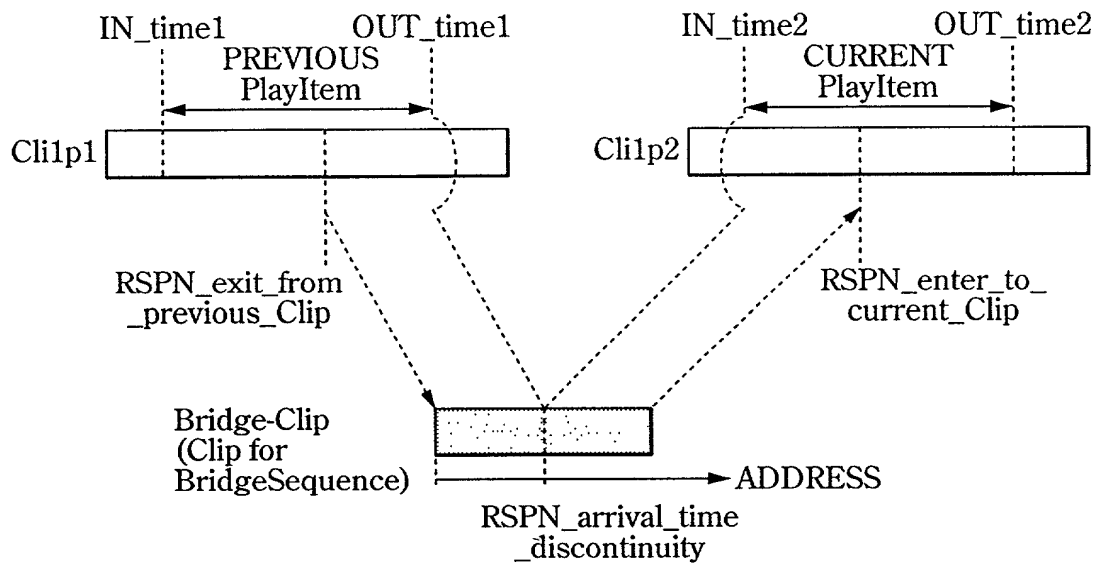 IN_time1
OUT_time1
IN_time2
OUT_time2
PREVIOUS
PlayItem
CURRENT
PlayItem
Cli1p1
Cli1p2
RSPN_exit_from
_previous_Clip
RSPN_enter_to_
current_Clip
Bridge-Clip
(Clip for
BridgeSequence)
ADDRESS
RSPN_arrival_time
_discontinuity